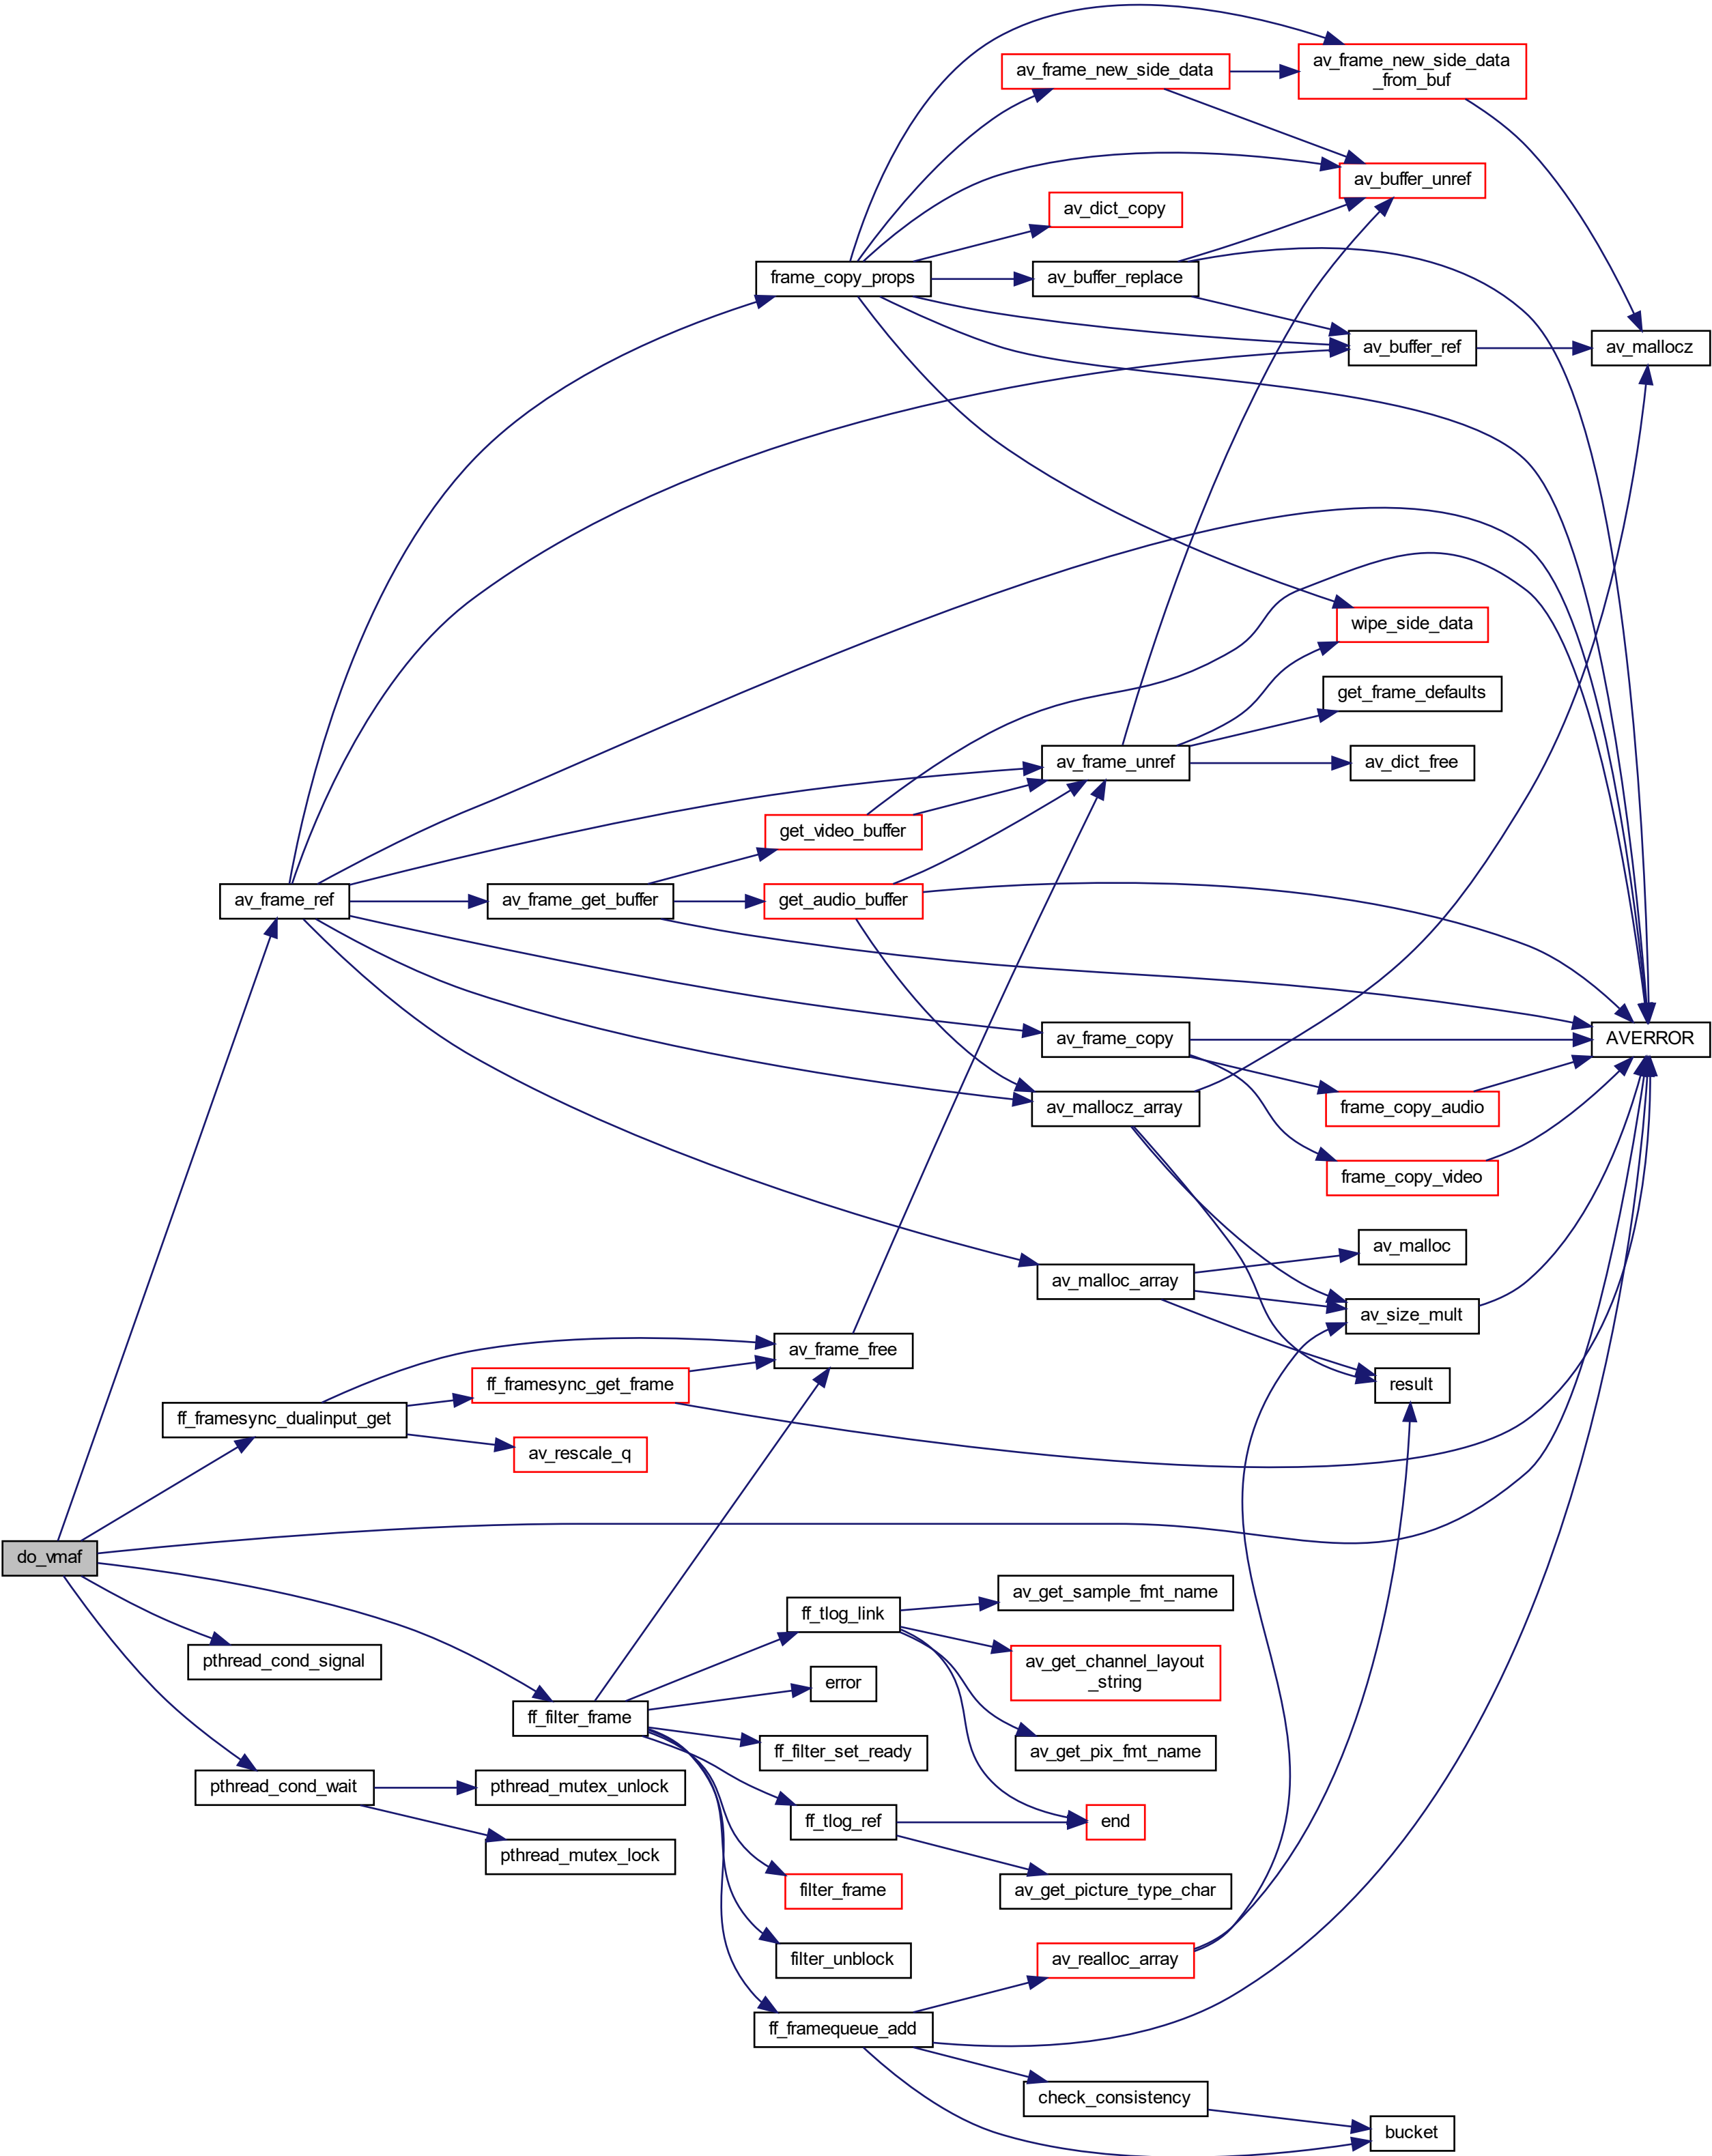 av_frame_new_side_data
_from_buf
av_frame_new_side_data
av_buffer_unref
av_dict_copy
frame_copy_props
av_buffer_replace
av_buffer_ref
av_mallocz
wipe_side_data
get_frame_defaults
av_frame_unref
av_dict_free
get_video_buffer
av_frame_ref
av_frame_get_buffer
get_audio_buffer
av_frame_copy
AVERROR
av_mallocz_array
frame_copy_audio
frame_copy_video
av_malloc
av_malloc_array
av_size_mult
av_frame_free
ff_framesync_get_frame
result
ff_framesync_dualinput_get
av_rescale_q
do_vmaf
av_get_sample_fmt_name
ff_tlog_link
pthread_cond_signal
av_get_channel_layout
_string
error
ff_filter_frame
ff_filter_set_ready
av_get_pix_fmt_name
pthread_cond_wait
pthread_mutex_unlock
ff_tlog_ref
end
pthread_mutex_lock
filter_frame
av_get_picture_type_char
filter_unblock
av_realloc_array
ff_framequeue_add
check_consistency
bucket